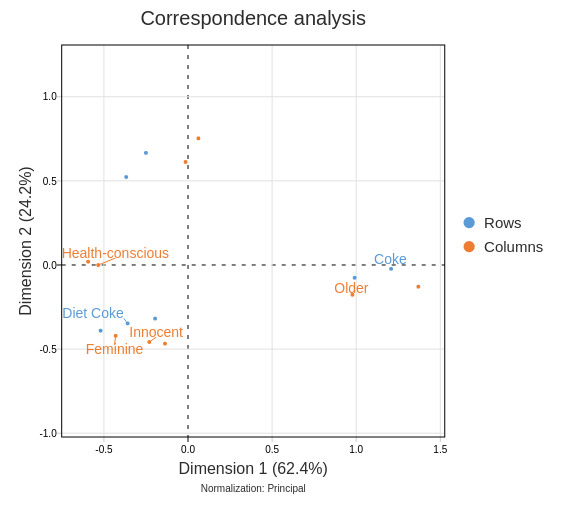 Correspondence analysis
Dimension 2 (24.2%)
1.0
0.5
0.0
-0.5
-1.0
Health-conscious
Coke
Older
Diet Coke
Innocent
Feminine
Rows
Columns
-0.5
0.0
0.5
1.0
1.5
Dimension 1 (62.4%)
Normalization: Principal